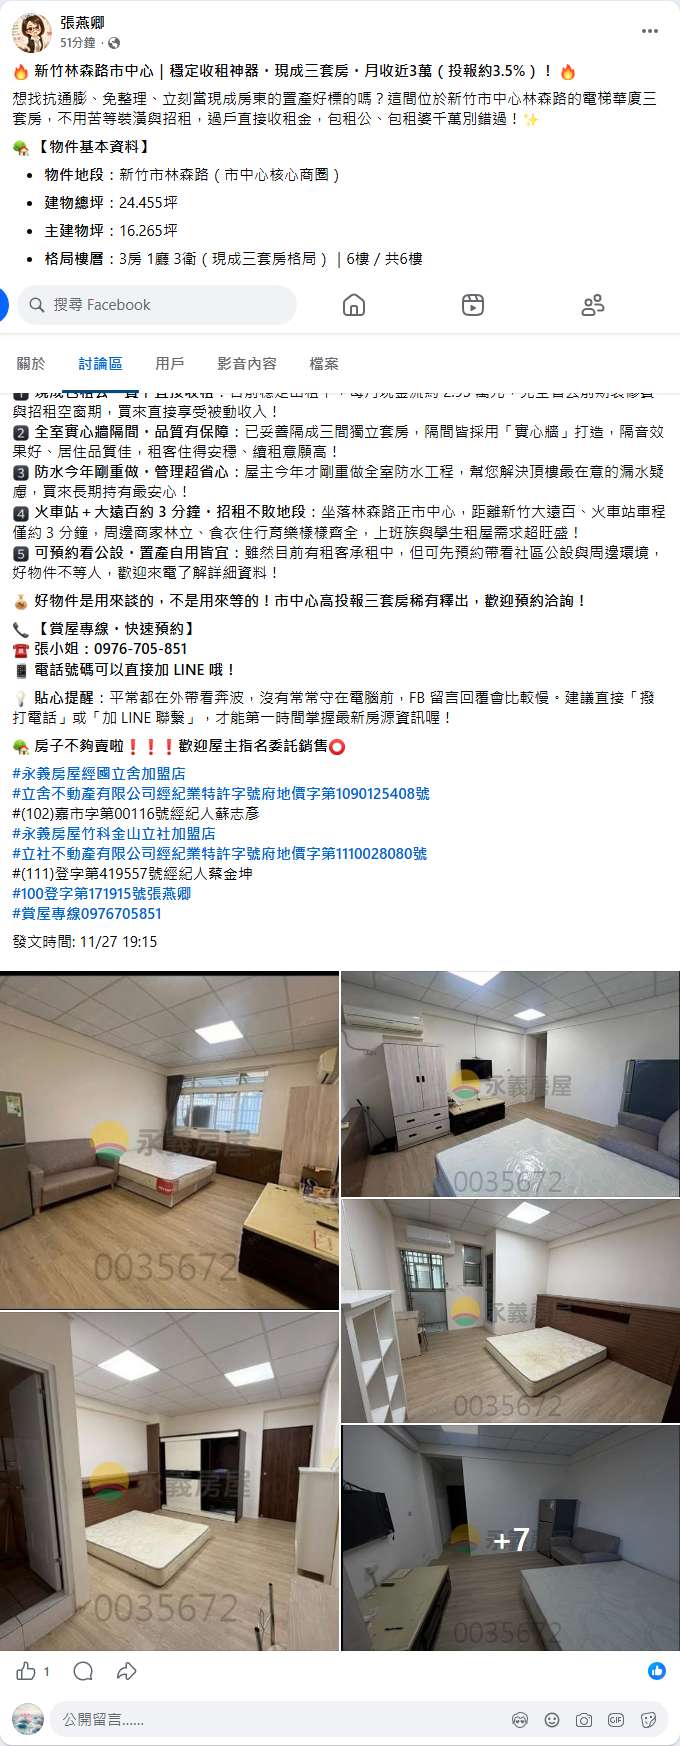 張燕卿
51分鐘 ·
🔥 新竹林森路市中心｜穩定收租神器・現成三套房・月收近3萬（投報約3.5%）！ 🔥
想找抗通膨、免整理、立刻當現成房東的置產好標的嗎？這間位於新竹市中心林森路的電梯華廈三
套房，不用苦等裝潢與招租，過戶直接收租金，包租公、包租婆千萬別錯過！✨
🏡 【物件基本資料】
• 物件地段：新竹市林森路（市中心核心商圈）
• 建物總坪：24.455坪
• 主建物坪：16.265坪
• 格局樓層：3房 1廳 3衛（現成三套房格局）｜6樓 / 共6樓
搜尋 Facebook
關於 討論區 用戶 影音內容 檔案
與招租空窗期，買來直接享受被動收入！
2️⃣ 全室實心牆隔間・品質有保障：已妥善隔成三間獨立套房，隔間皆採用「實心牆」打造，隔音效
果好、居住品質佳，租客住得安穩、續租意願高！
3️⃣ 防水今年剛重做・管理超省心：屋主今年才剛重做全室防水工程，幫您解決頂樓最在意的漏水疑
慮，買來長期持有最安心！
4️⃣ 火車站＋大遠百約 3 分鐘・招租不敗地段：坐落林森路正市中心，距離新竹大遠百、火車站車程
僅約 3 分鐘，周邊商家林立、食衣住行育樂樣樣齊全，上班族與學生租屋需求超旺盛！
5️⃣ 可預約看公設・置產自用皆宜：雖然目前有租客承租中，但可先預約帶看社區公設與周邊環境，
好物件不等人，歡迎來電了解詳細資料！
💰 好物件是用來談的，不是用來等的！市中心高投報三套房稀有釋出，歡迎預約洽詢！
📞 【賞屋專線・快速預約】
☎️ 張小姐：0976-705-851
📱 電話號碼可以直接加 LINE 哦！
💡 貼心提醒：平常都在外帶看奔波，沒有常常守在電腦前，FB 留言回覆會比較慢。建議直接「撥
打電話」或「加 LINE 聯繫」，才能第一時間掌握最新房源資訊喔！
🏡 房子不夠賣啦❗❗❗歡迎屋主指名委託銷售⭕
#永義房屋經國立舍加盟店
#立舍不動產有限公司經紀業特許字號府地價字第1090125408號
#(102)嘉市字第00116號經紀人蘇志彥
#永義房屋竹科金山立社加盟店
#立社不動產有限公司經紀業特許字號府地價字第1110028080號
#(111)登字第419557號經紀人蔡金坤
#100登字第171915號張燕卿
#賞屋專線0976705851
發文時間: 11/27 19:15
永義房屋
0035672
永義房屋
0035672
永義房屋
0035672
永義房屋
0035672
+7
0035672
1
公開留言......
GIF